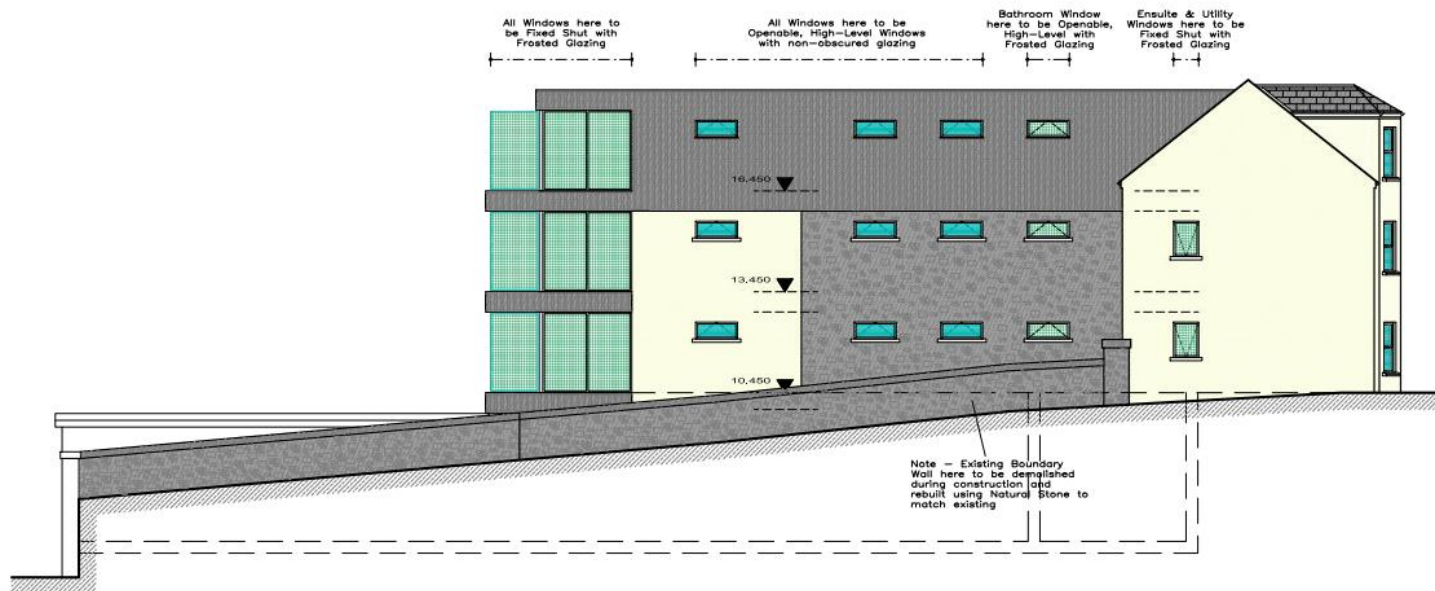 All Windows here to
be Fixed Shut with
Frosted Glazing
All Windows here to be
Openable, High-Level Windows
with non-obscured glazing
Bathroom Window
here to be Openable,
High-Level with
Frosted Glazing
Ensuite & Utility
Windows here to be
Fixed Shut with
Frosted Glazing
16.450
13.450
10.450
Note - Existing Boundary
Wall here to be demolished
during construction and
rebuilt using Natural Stone to
match existing